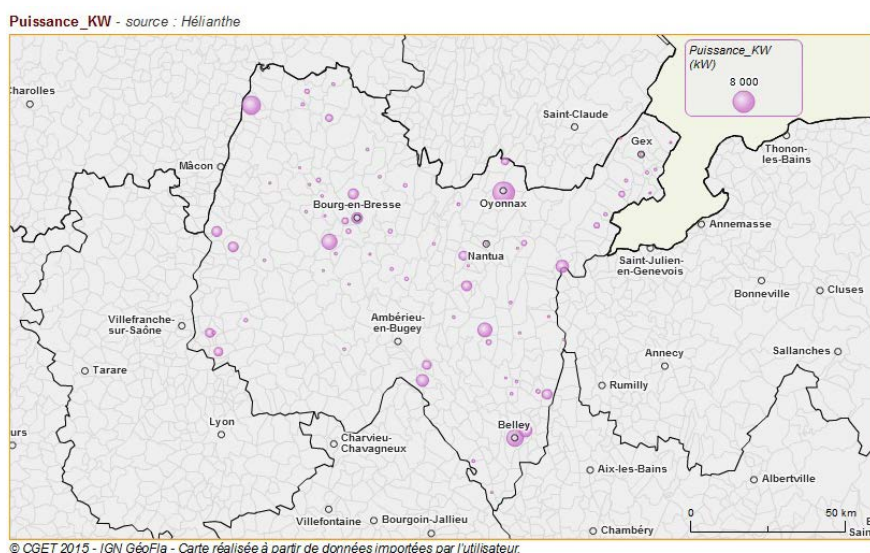 Puissance_KW - source : Hélianthe
Puissance_KW
(kW)
8 000
Charolles
Saint-Claude
Gex
Thonon-
les-Bains
Mâcon
Oyonnax
Bourg-en-Bresse
Annemasse
Nantua
Saint-Julien-
en-Genevois
Bonneville
Cluses
Villefranche-
sur-Saône
Ambérieu-
en-Bugey
Annecy
Sallanches
Tarare
Rumilly
Lyon
Belley
urs
Charvieu-
Chavagneux
Aix-les-Bains
Albertville
Villefontaine
Bourgoin-Jallieu
Chambéry
0
50 km
Sain
© CGET 2015 - IGN GéoFla - Carte réalisée à partir de données importées par l'utilisateur.